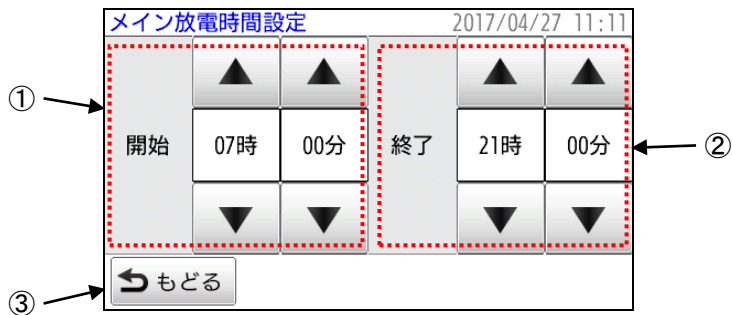 メイン放電時間設定 2017/04/27 11:11
①
開始 07時 00分 終了 21時 00分
②
もどる
③